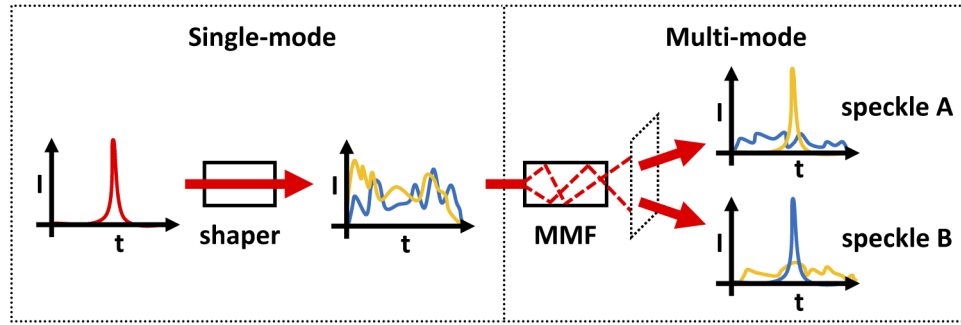 Single-mode
Multi-mode
I
t
shaper
I
t
MMF
I
t
speckle A
I
t
speckle B